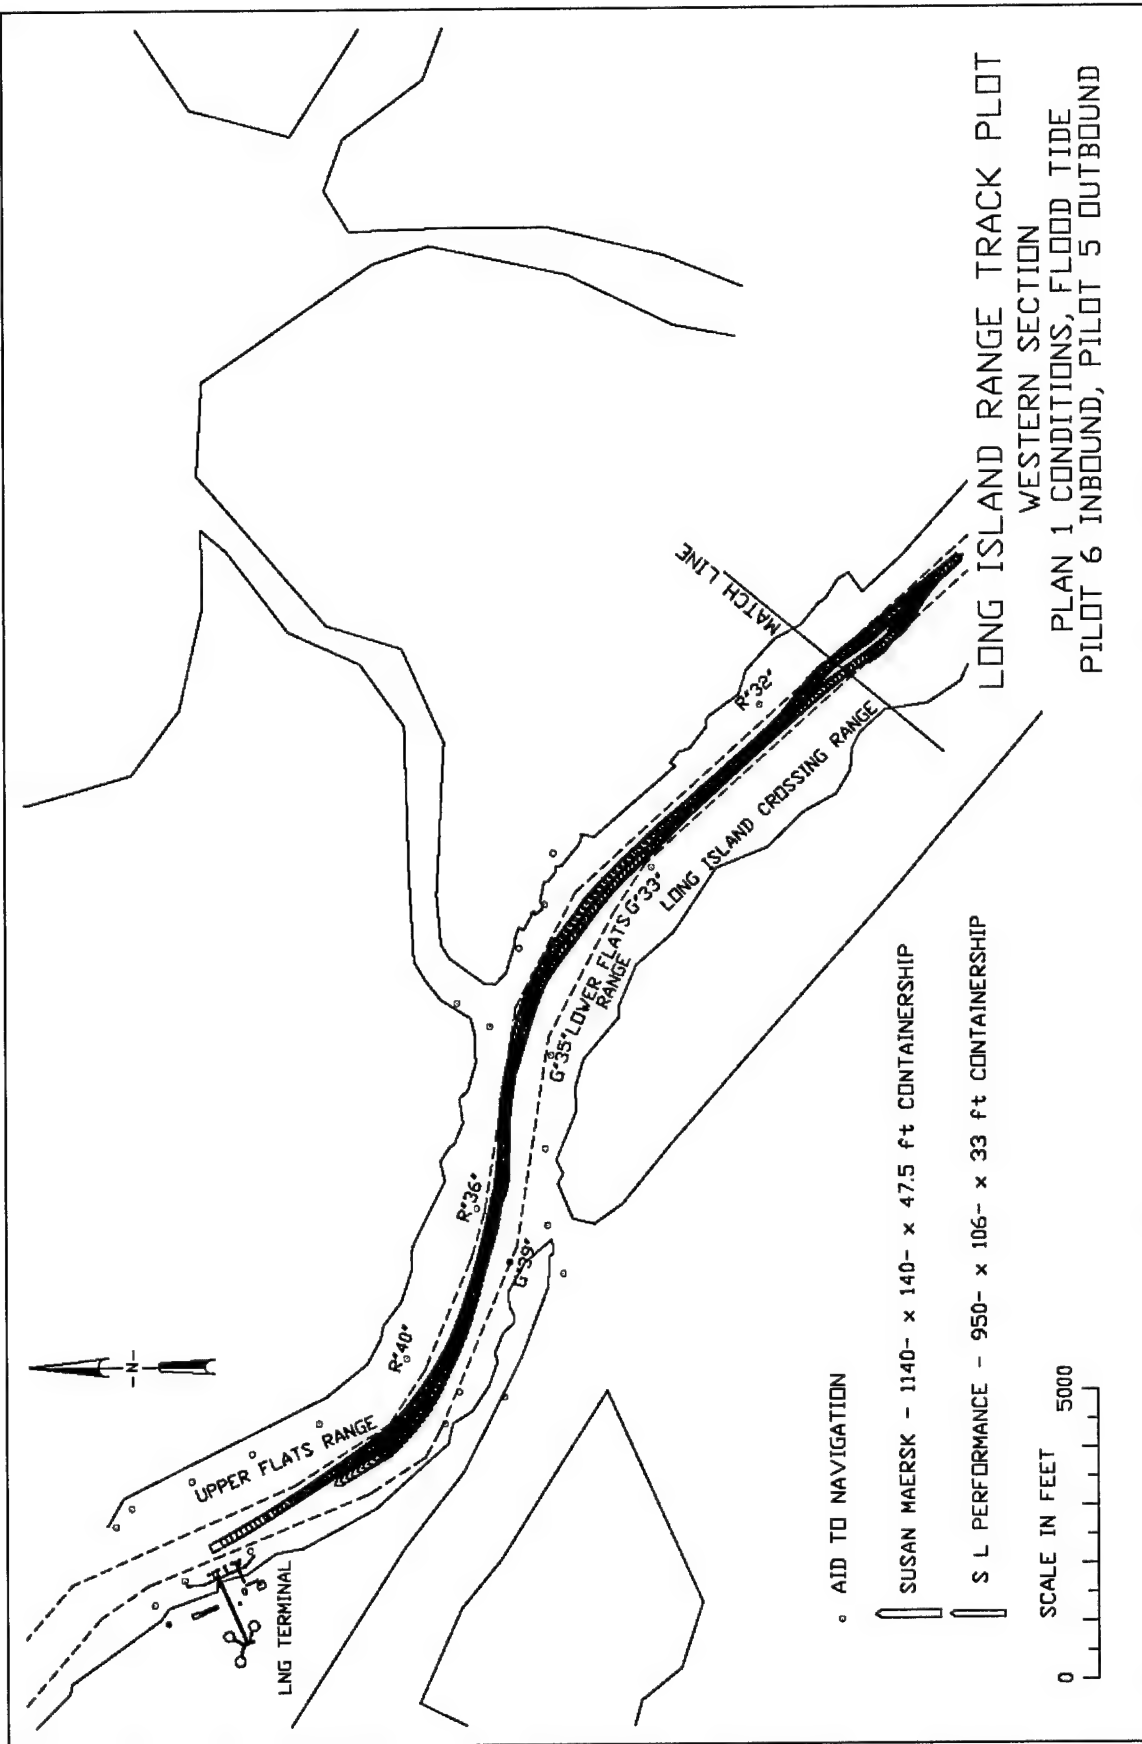 LONG ISLAND RANGE TRACK PLOT
WESTERN SECTION
PLAN 1 CONDITIONS, FLOOD TIDE
PILOT 6 INBOUND, PILOT 5 OUTBOUND
MATCH LINE
R"32"
LONG ISLAND CROSSING RANGE
G"33"
LOWER FLATS
RANGE
G"35"
R"36"
G"39"
R"40"
UPPER FLATS RANGE
-N-
LNG TERMINAL
AID TO NAVIGATION
SUSAN MAERSK - 1140- x 140- x 47.5 ft CONTAINERSHIP
S L PERFORMANCE - 950- x 106- x 33 ft CONTAINERSHIP
SCALE IN FEET
0 5000